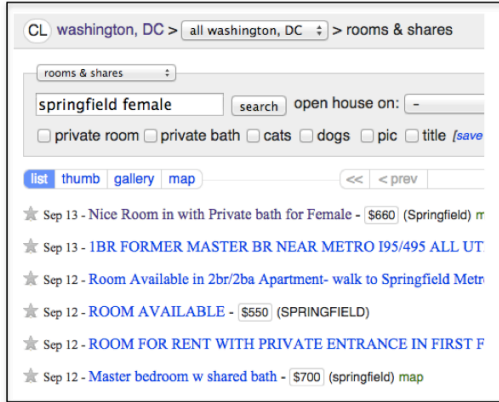 CL washington, DC > all washington, DC > rooms & shares
rooms & shares
springfield female search open house on: -
private room private bath cats dogs pic title [save
list thumb gallery map << < prev
Sep 13 - Nice Room in with Private bath for Female - $660 (Springfield) m
Sep 13 - 1BR FORMER MASTER BR NEAR METRO I95/495 ALL UT
Sep 12 - Room Available in 2br/2ba Apartment- walk to Springfield Metr
Sep 12 - ROOM AVAILABLE - $550 (SPRINGFIELD)
Sep 12 - ROOM FOR RENT WITH PRIVATE ENTRANCE IN FIRST F
Sep 12 - Master bedroom w shared bath - $700 (springfield) map